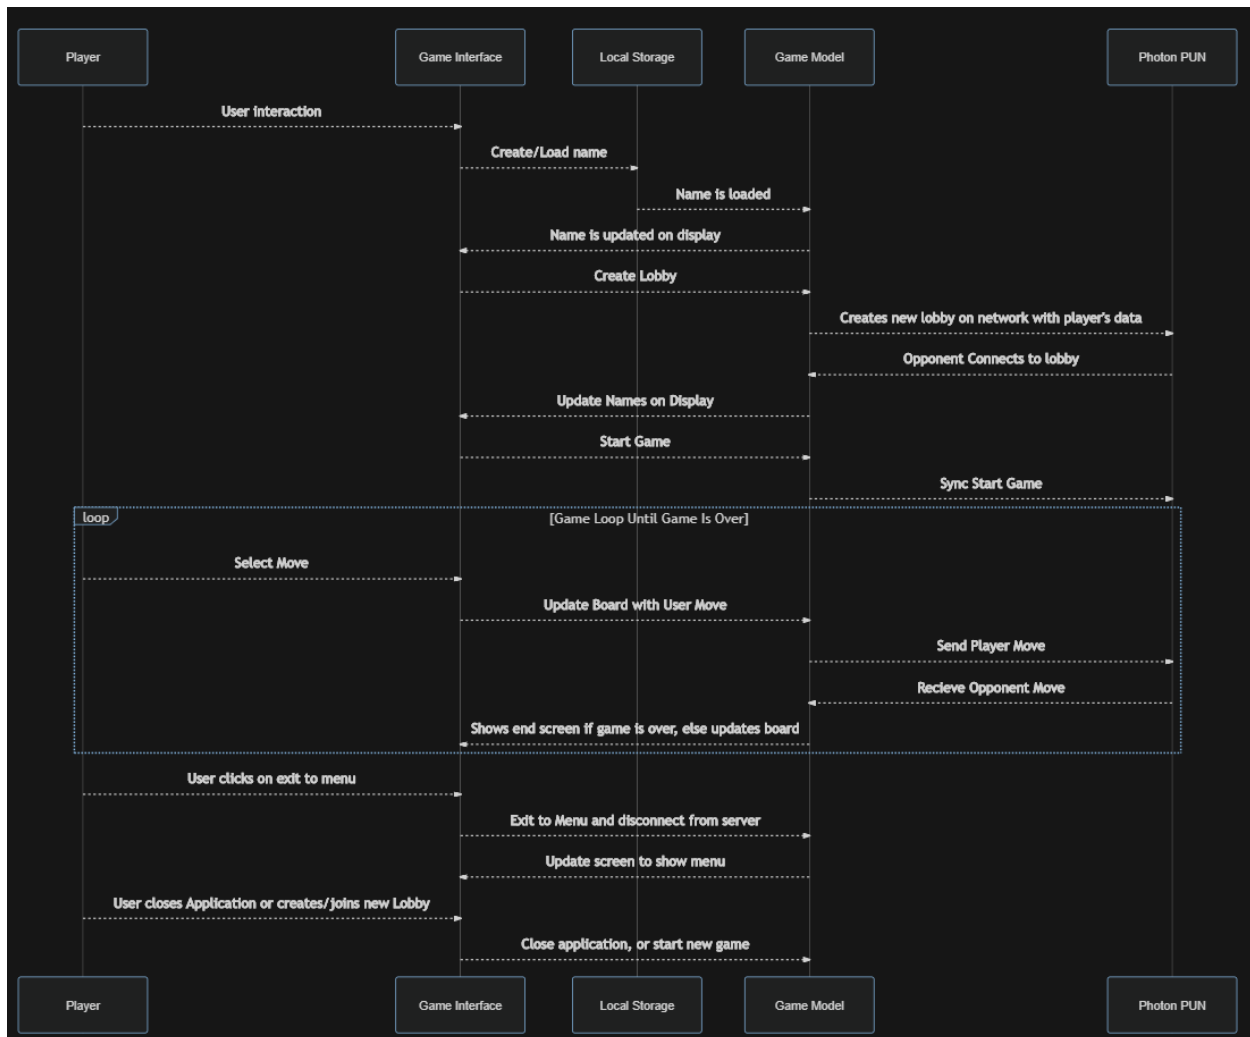 Player
Game Interface
Local Storage
Game Model
Photon PUN
User interaction
Create/Load name
Name is loaded
Name is updated on display
Create Lobby
Creates new lobby on network with player's data
Opponent Connects to lobby
Update Names on Display
Start Game
Sync Start Game
loop
[Game Loop Until Game Is Over]
Select Move
Update Board with User Move
Send Player Move
Recieve Opponent Move
Shows end screen if game is over, else updates board
User clicks on exit to menu
Exit to Menu and disconnect from server
Update screen to show menu
User closes Application or creates/joins new Lobby
Close application, or start new game
Player
Game Interface
Local Storage
Game Model
Photon PUN